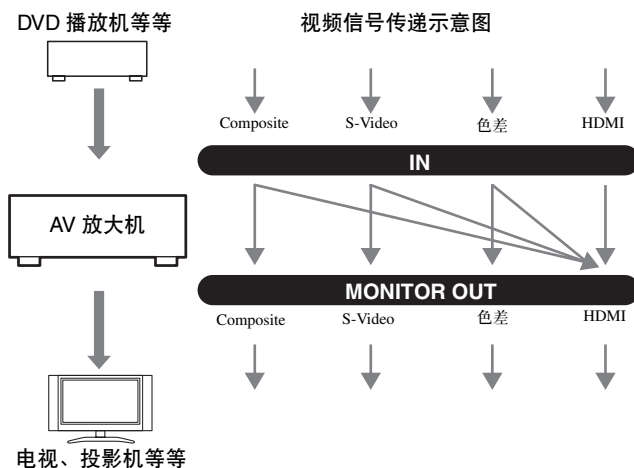 DVD 播放机等等
视频信号传递示意图
Composite
S-Video
色差
HDMI
IN
AV 放大机
MONITOR OUT
Composite
S-Video
色差
HDMI
电视、投影机等等